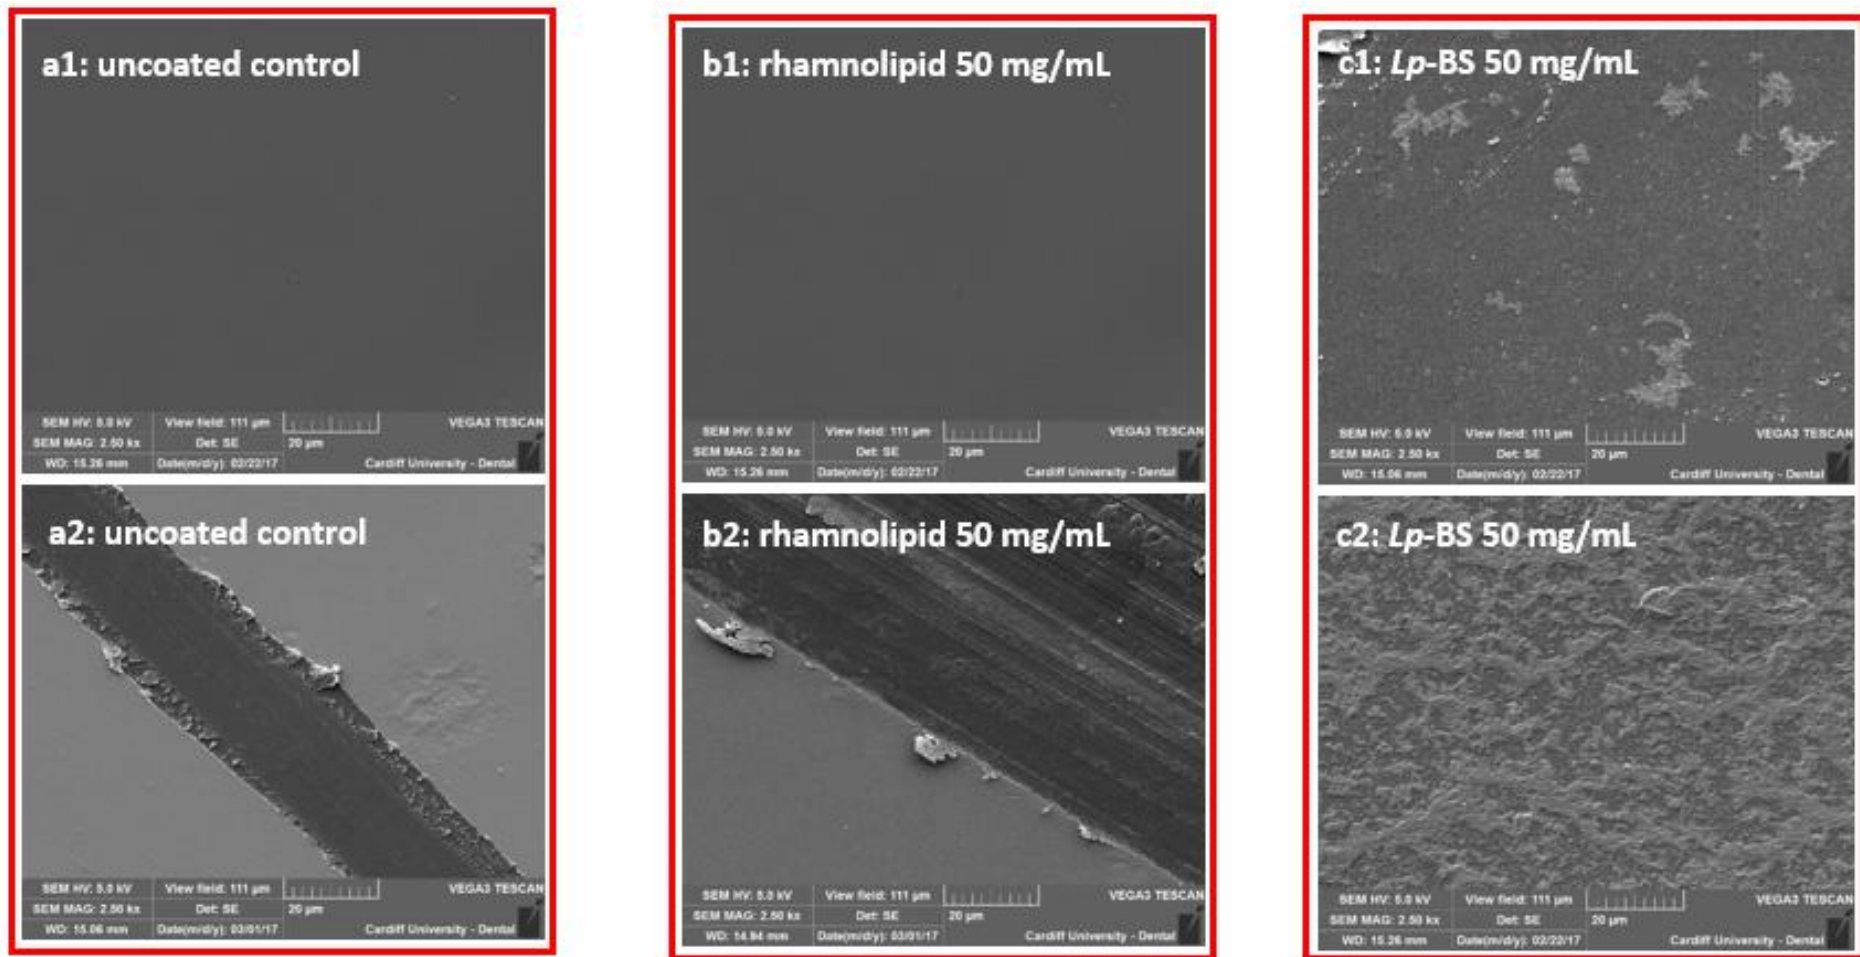 a1: uncoated control
SEM HV: 5.0 kV View field: 111 µm VEGA3 TESCAN
SEM MAG: 2.50 kx Det: SE 20 µm
WD: 15.26 mm Date(m/d/y): 02/22/17 Cardiff University - Dental
a2: uncoated control
SEM HV: 5.0 kV View field: 111 µm VEGA3 TESCAN
SEM MAG: 2.50 kx Det: SE 20 µm
WD: 15.06 mm Date(m/d/y): 03/01/17 Cardiff University - Dental
b1: rhamnolipid 50 mg/mL
SEM HV: 5.0 kV View field: 111 µm VEGA3 TESCAN
SEM MAG: 2.50 kx Det: SE 20 µm
WD: 15.26 mm Date(m/d/y): 02/22/17 Cardiff University - Dental
b2: rhamnolipid 50 mg/mL
SEM HV: 5.0 kV View field: 111 µm VEGA3 TESCAN
SEM MAG: 2.50 kx Det: SE 20 µm
WD: 14.94 mm Date(m/d/y): 03/01/17 Cardiff University - Dental
c1: Lp-BS 50 mg/mL
SEM HV: 5.0 kV View field: 111 µm VEGA3 TESCAN
SEM MAG: 2.50 kx Det: SE 20 µm
WD: 15.06 mm Date(m/d/y): 02/22/17 Cardiff University - Dental
c2: Lp-BS 50 mg/mL
SEM HV: 5.0 kV View field: 111 µm VEGA3 TESCAN
SEM MAG: 2.50 kx Det: SE 20 µm
WD: 15.26 mm Date(m/d/y): 02/22/17 Cardiff University - Dental